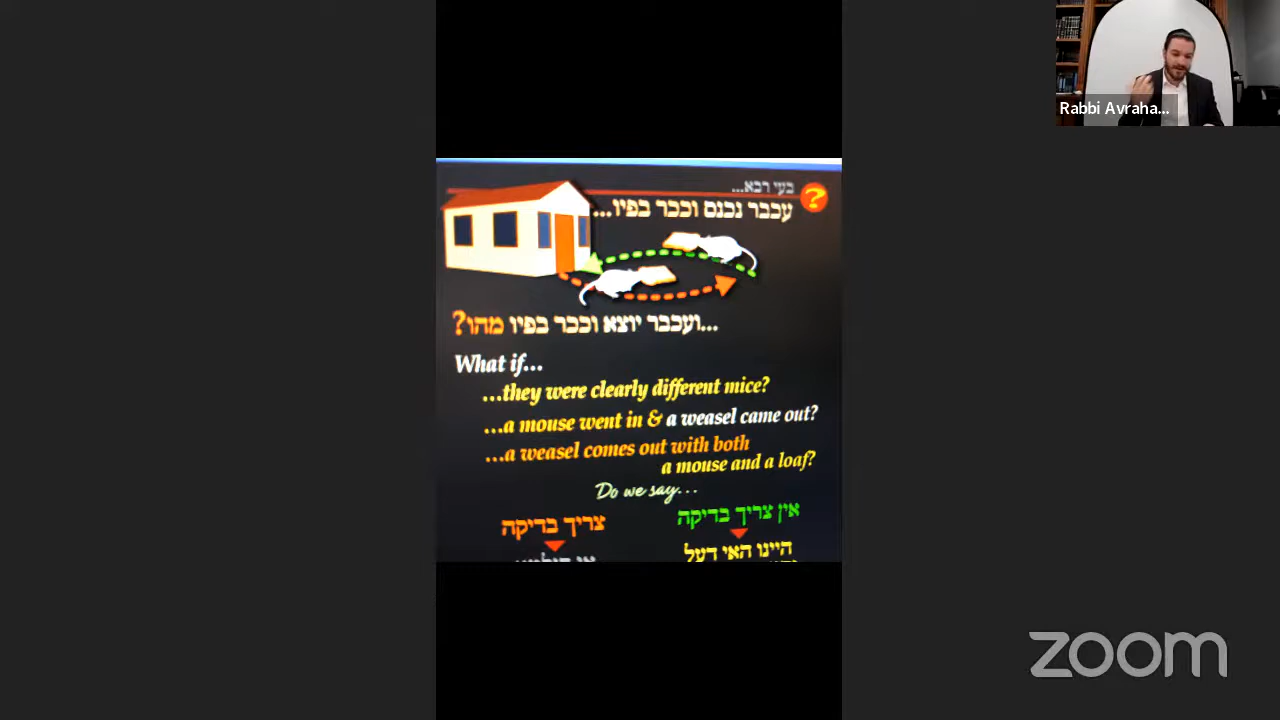 בעי רבא...
?
עכבר נכנס וככר בפיו...
...ועכבר יוצא וככר בפיו מהו?
What if...
...they were clearly different mice?
...a mouse went in & a weasel came out?
...a weasel comes out with both
a mouse and a loaf?
Do we say...
אין צריך בדיקה
צריך בדיקה
היינו האי דעל
Rabbi Avraha...
zoom